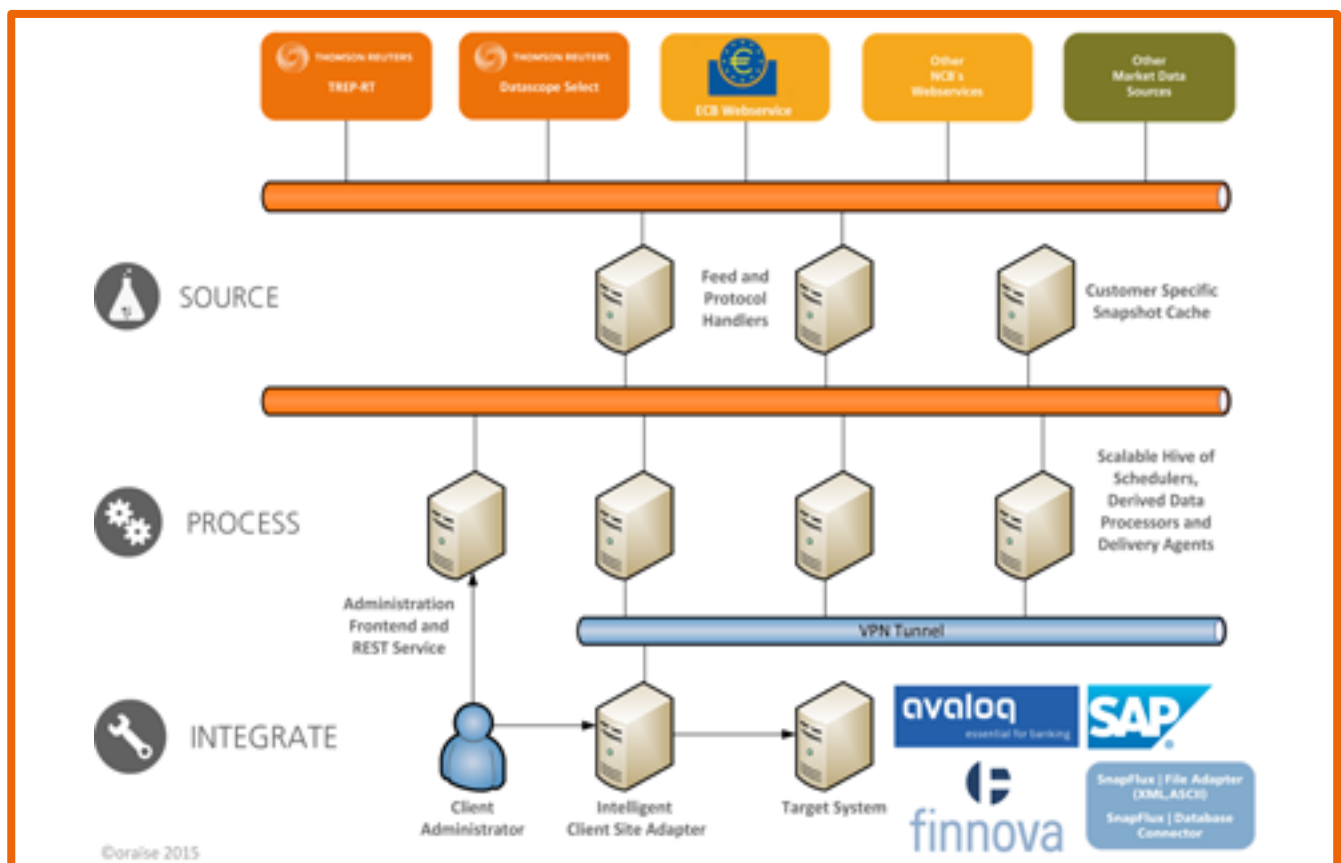 THOMSON REUTERS
TREP-RT
THOMSON REUTERS
Datascope Select
€
ECB Webservice
Other
NCB's
Webservices
Other
Market Data
Sources
SOURCE
Feed and
Protocol
Handlers
Customer Specific
Snapshot Cache
PROCESS
Scalable Hive of
Schedulers,
Derived Data
Processors and
Delivery Agents
Administration
Frontend and
REST Service
VPN Tunnel
INTEGRATE
Client
Administrator
Intelligent
Client Site Adapter
Target System
avaloq
essential for banking
SAP
finnova
SnapFlux | File Adapter
(XML,ASCII)
SnapFlux | Database
Connector
©oraise 2015